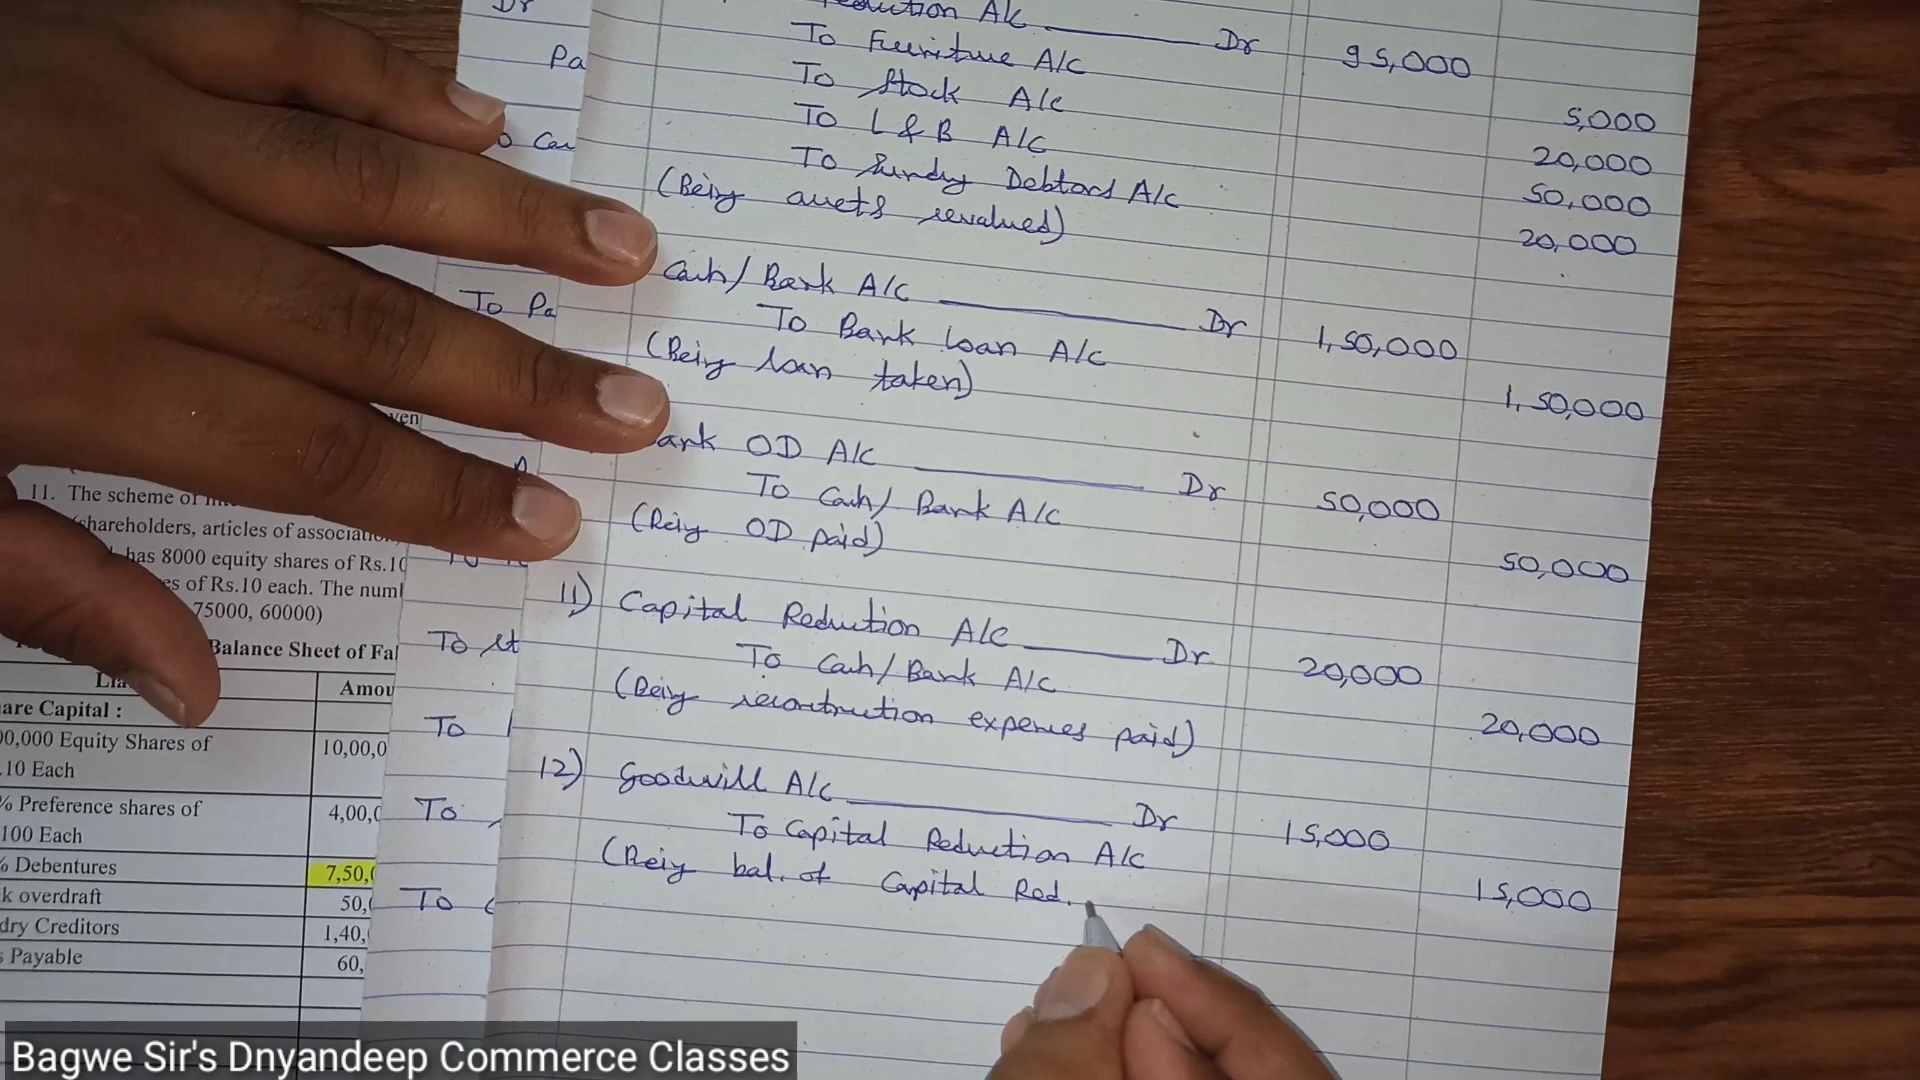 Reduction A/c Dr 95,000
To Furniture A/c 5,000
To Stock A/c 20,000
To L & B A/c 50,000
To Sundry Debtors A/c 20,000
(Being assets revalued)
Cash/ Bank A/c Dr 1,50,000
To Bank loan A/c 1,50,000
(Being loan taken)
ank OD A/c Dr 50,000
To Cash/ Bank A/c 50,000
(Being OD paid)
11) Capital Reduction A/c Dr 20,000
To Cash/ Bank A/c 20,000
(Being reconstruction expenses paid)
12) Goodwill A/c Dr 15,000
To Capital Reduction A/c 15,000
(Being bal. of Capital Red.
Dr
Pa
To Pa
To
To
To
11. The scheme of
shareholders, articles of associati
has 8000 equity shares of Rs.10
es of Rs.10 each. The num
75000, 60000)
Balance Sheet of Fal
Amou
are Capital :
00,000 Equity Shares of 10,00,0
.10 Each
% Preference shares of 4,00,0
100 Each
% Debentures 7,50,0
k overdraft 50,
dry Creditors 1,40,
s Payable 60,
Bagwe Sir's Dnyandeep Commerce Classes